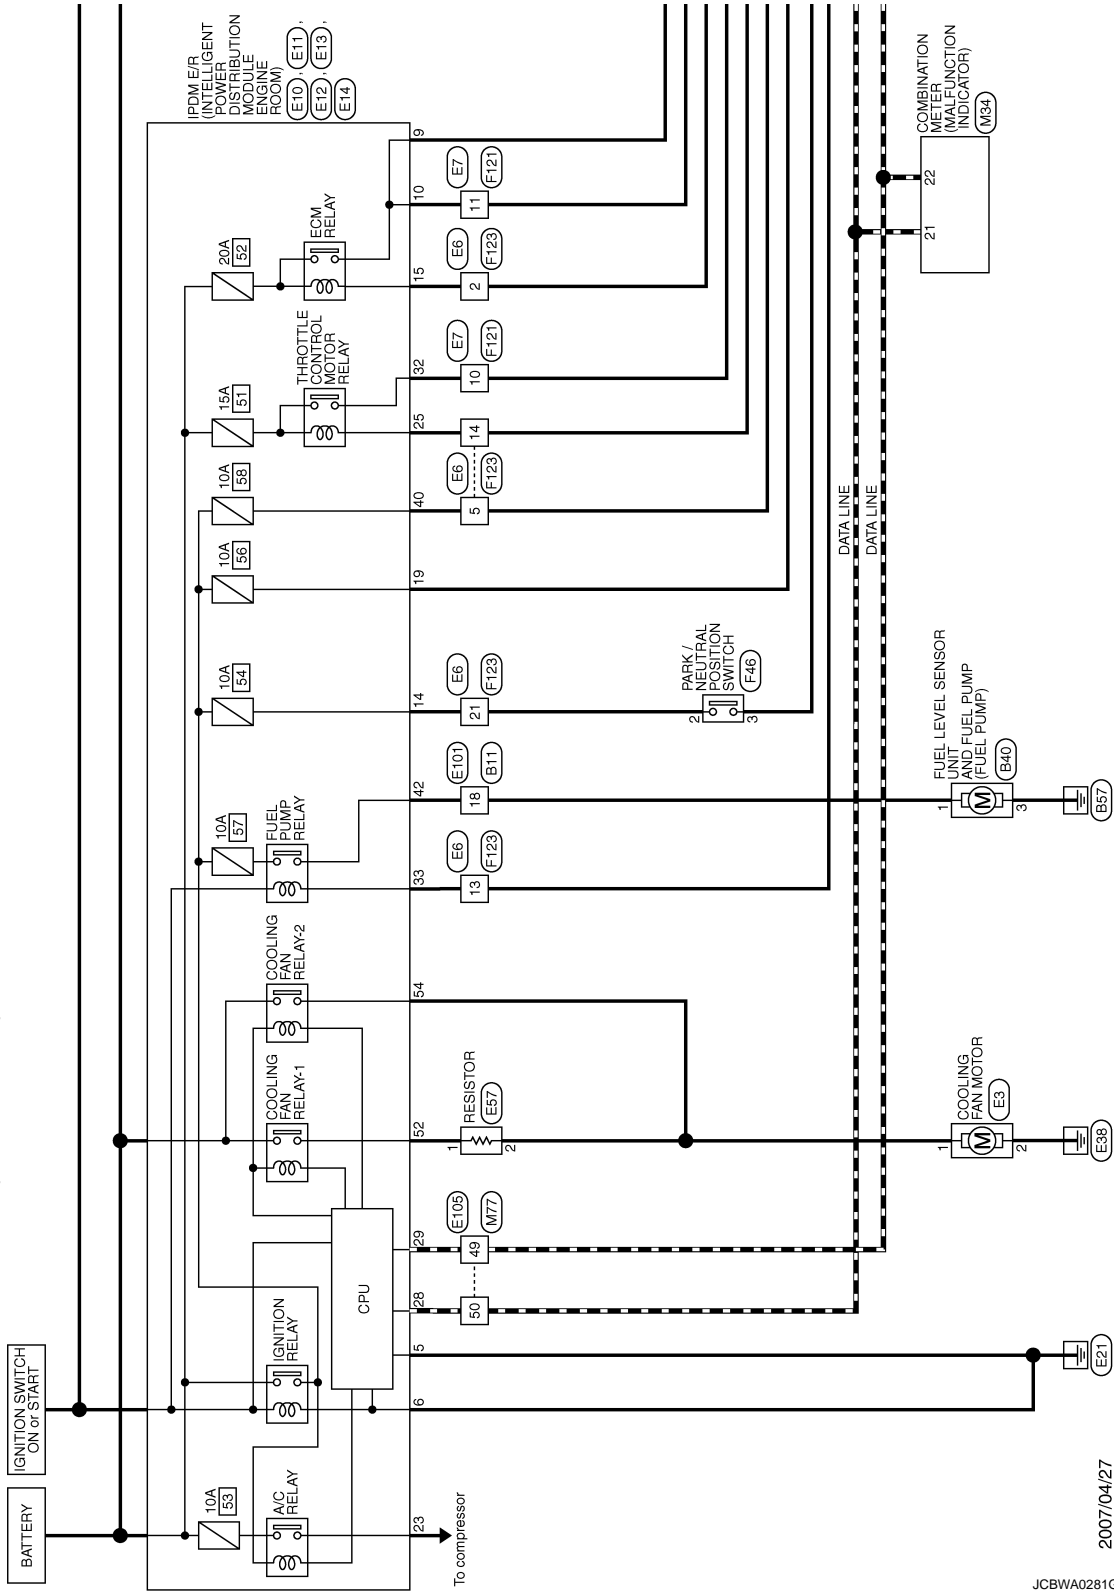 IPDM E/R
(INTELLIGENT
POWER
DISTRIBUTION
MODULE
ENGINE
ROOM)
E10 , E11 ,
E12 , E13 ,
E14
BATTERY
IGNITION SWITCH
ON or START
10A
53
A/C
RELAY
IGNITION
RELAY
CPU
COOLING
FAN
RELAY-1
COOLING
FAN
RELAY-2
10A
57
FUEL
PUMP
RELAY
10A
54
10A
56
10A
58
15A
51
THROTTLE
CONTROL
MOTOR
RELAY
20A
52
ECM
RELAY
23
6
5
28
29
52
54
33
42
14
19
40
25
32
15
10
9
To compressor
50
49
E105
M77
1
RESISTOR
2
E57
13
E6
F123
18
E101
B11
21
E6
F123
5
E6
F123
14
10
E7
F121
2
E6
F123
11
E7
F121
2
PARK /
NEUTRAL
POSITION
SWITCH
3
F46
DATA LINE
DATA LINE
COMBINATION
METER
(MALFUNCTION
INDICATOR)
M34
21
22
COOLING
FAN MOTOR
E3
1
2
FUEL LEVEL SENSOR
UNIT
AND FUEL PUMP
(FUEL PUMP)
B40
1
3
E21
E38
B57
2007/04/27